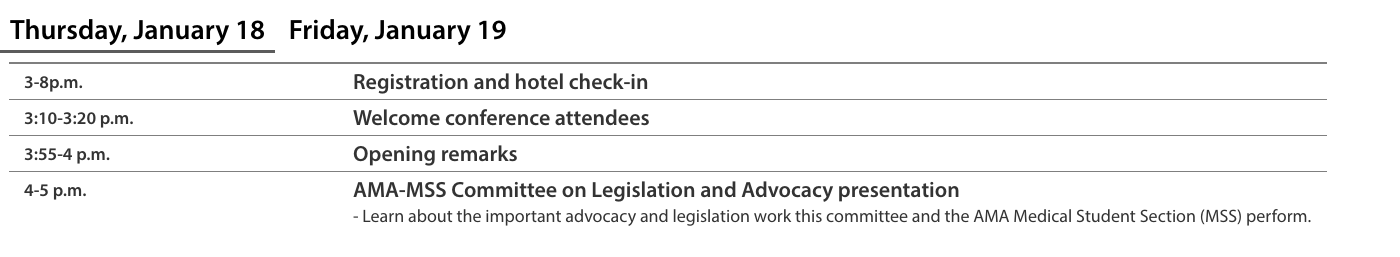 Thursday, January 18 Friday, January 19
3-8p.m. Registration and hotel check-in
3:10-3:20 p.m. Welcome conference attendees
3:55-4 p.m. Opening remarks
4-5 p.m. AMA-MSS Committee on Legislation and Advocacy presentation
- Learn about the important advocacy and legislation work this committee and the AMA Medical Student Section (MSS) perform.